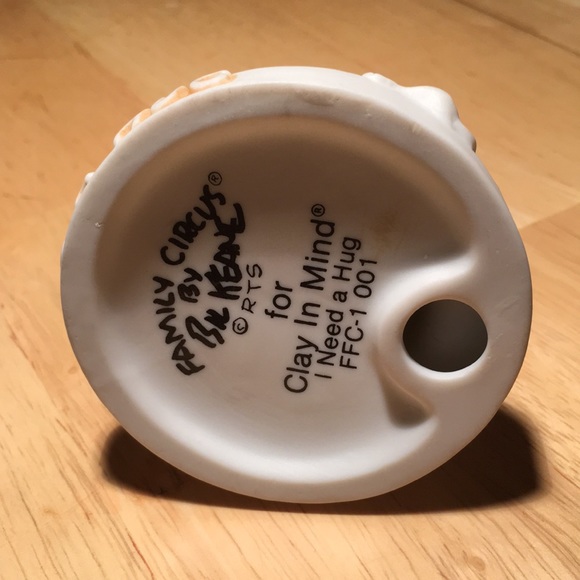 FAMILY CIRCUS®
BY
BIL KEANE
© RTS
for
Clay In Mind®
I Need a Hug
FFC-1 001